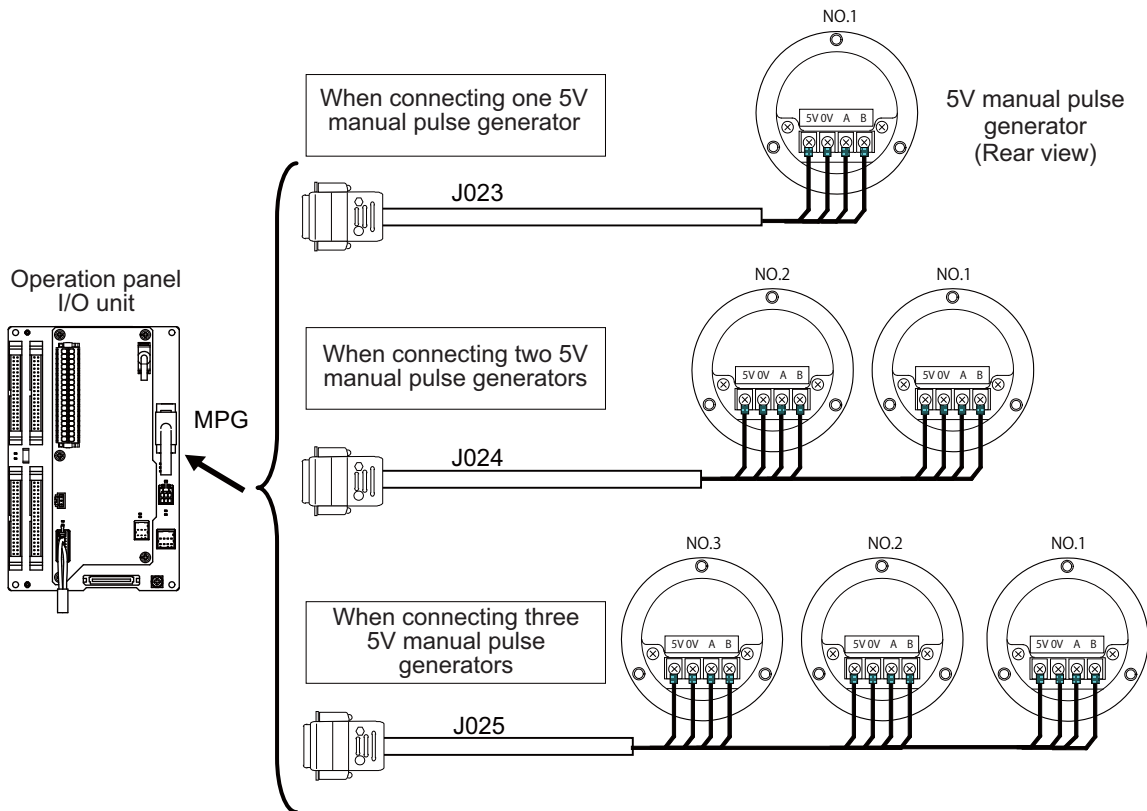 NO.1
When connecting one 5V
manual pulse generator
5V 0V A B
5V manual pulse
generator
(Rear view)
J023
Operation panel
I/O unit
MPG
NO.2
NO.1
When connecting two 5V
manual pulse generators
5V 0V A B
5V 0V A B
J024
NO.3
NO.2
NO.1
When connecting three
5V manual pulse
generators
5V 0V A B
5V 0V A B
5V 0V A B
J025